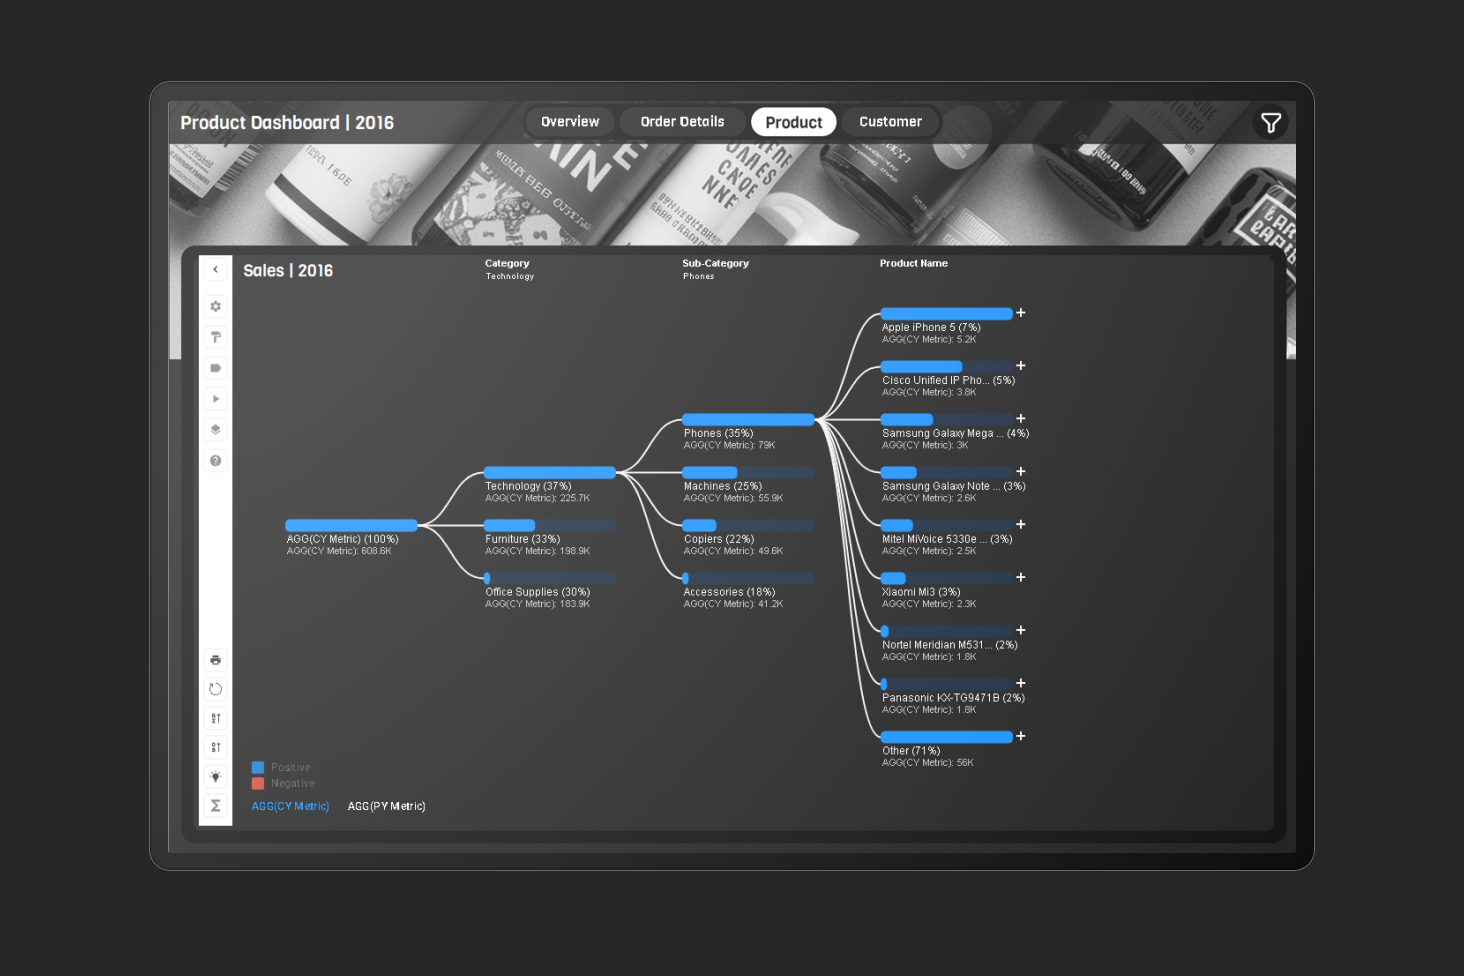 Product Dashboard | 2016
Overview
Order Details
Product
Customer
Sales | 2016
Category
Technology
Sub-Category
Phones
Product Name
AGG(CY Metric) (100%)
AGG(CY Metric): 608.6K
Technology (37%)
AGG(CY Metric): 225.7K
Furniture (33%)
AGG(CY Metric): 198.9K
Office Supplies (30%)
AGG(CY Metric): 183.9K
Phones (35%)
AGG(CY Metric): 79K
Machines (25%)
AGG(CY Metric): 55.9K
Copiers (22%)
AGG(CY Metric): 49.6K
Accessories (18%)
AGG(CY Metric): 41.2K
Apple iPhone 5 (7%)
AGG(CY Metric): 5.2K
Cisco Unified IP Pho... (5%)
AGG(CY Metric): 3.8K
Samsung Galaxy Mega ... (4%)
AGG(CY Metric): 3K
Samsung Galaxy Note ... (3%)
AGG(CY Metric): 2.6K
Mitel MiVoice 5330e ... (3%)
AGG(CY Metric): 2.5K
Xiaomi Mi3 (3%)
AGG(CY Metric): 2.3K
Nortel Meridian M531... (2%)
AGG(CY Metric): 1.8K
Panasonic KX-TG9471B (2%)
AGG(CY Metric): 1.8K
Other (71%)
AGG(CY Metric): 56K
Positive
Negative
AGG(CY Metric)
AGG(PY Metric)